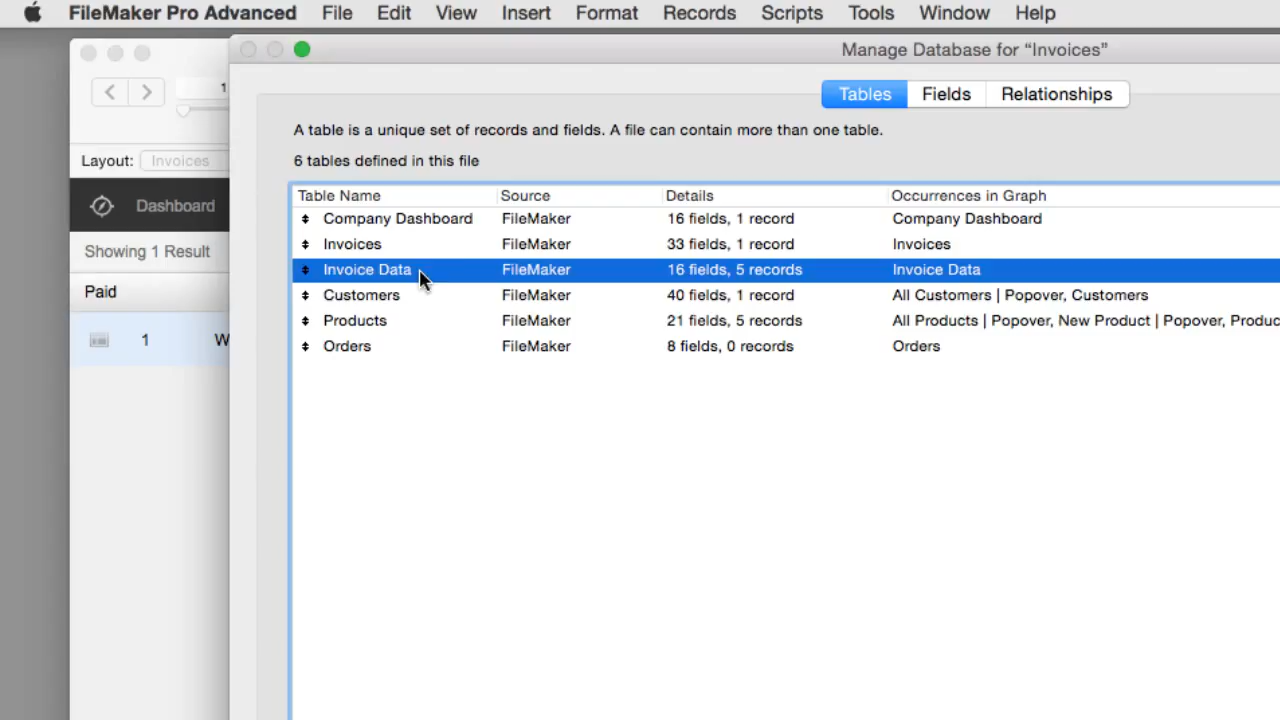 FileMaker Pro Advanced File Edit View Insert Format Records Scripts Tools Window Help
Manage Database for “Invoices”
1
Tables Fields Relationships
A table is a unique set of records and fields. A file can contain more than one table.
Layout: Invoices
6 tables defined in this file
Table Name Source Details Occurrences in Graph
Dashboard
Company Dashboard FileMaker 16 fields, 1 record Company Dashboard
Showing 1 Result
Invoices FileMaker 33 fields, 1 record Invoices
Invoice Data FileMaker 16 fields, 5 records Invoice Data
Paid
Customers FileMaker 40 fields, 1 record All Customers | Popover, Customers
Products FileMaker 21 fields, 5 records All Products | Popover, New Product | Popover, Produc
1 W
Orders FileMaker 8 fields, 0 records Orders